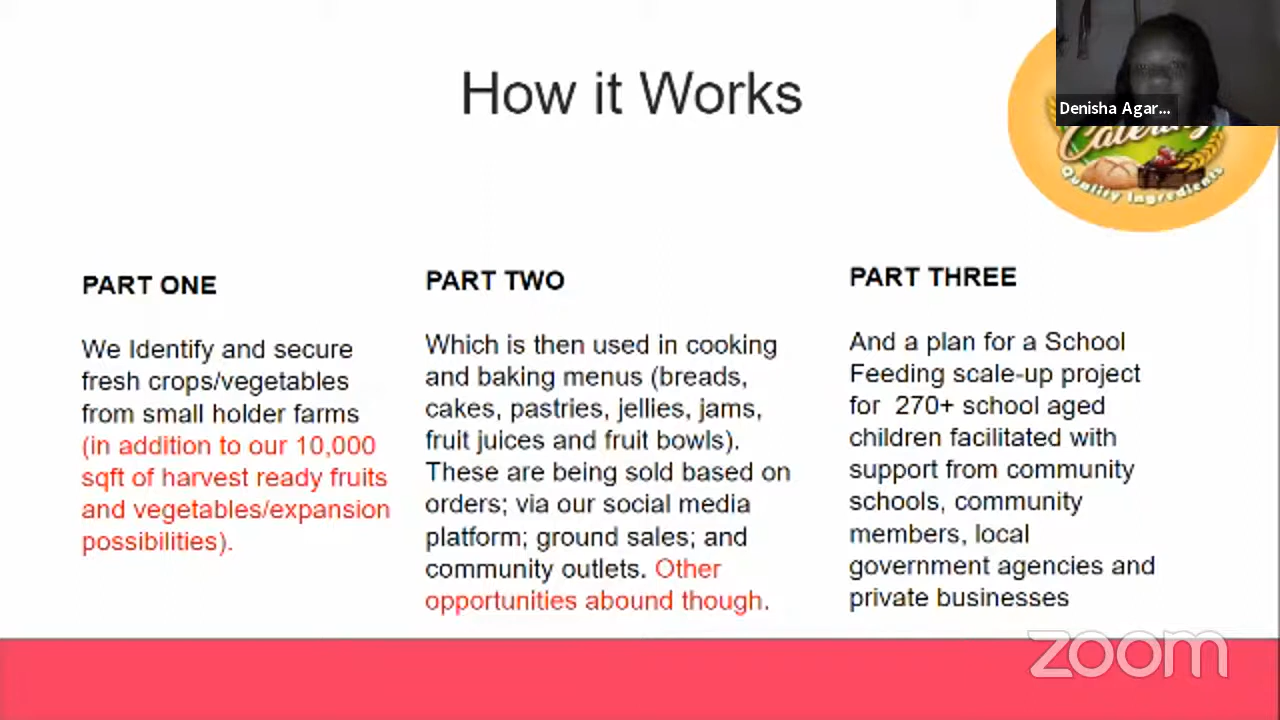 How it Works
Denisha Agar...
Catering
Quality Ingredients
PART ONE
We Identify and secure
fresh crops/vegetables
from small holder farms
(in addition to our 10,000
sqft of harvest ready fruits
and vegetables/expansion
possibilities).
PART TWO
Which is then used in cooking
and baking menus (breads,
cakes, pastries, jellies, jams,
fruit juices and fruit bowls).
These are being sold based on
orders; via our social media
platform; ground sales; and
community outlets. Other
opportunities abound though.
PART THREE
And a plan for a School
Feeding scale-up project
for 270+ school aged
children facilitated with
support from community
schools, community
members, local
government agencies and
private businesses
zoom